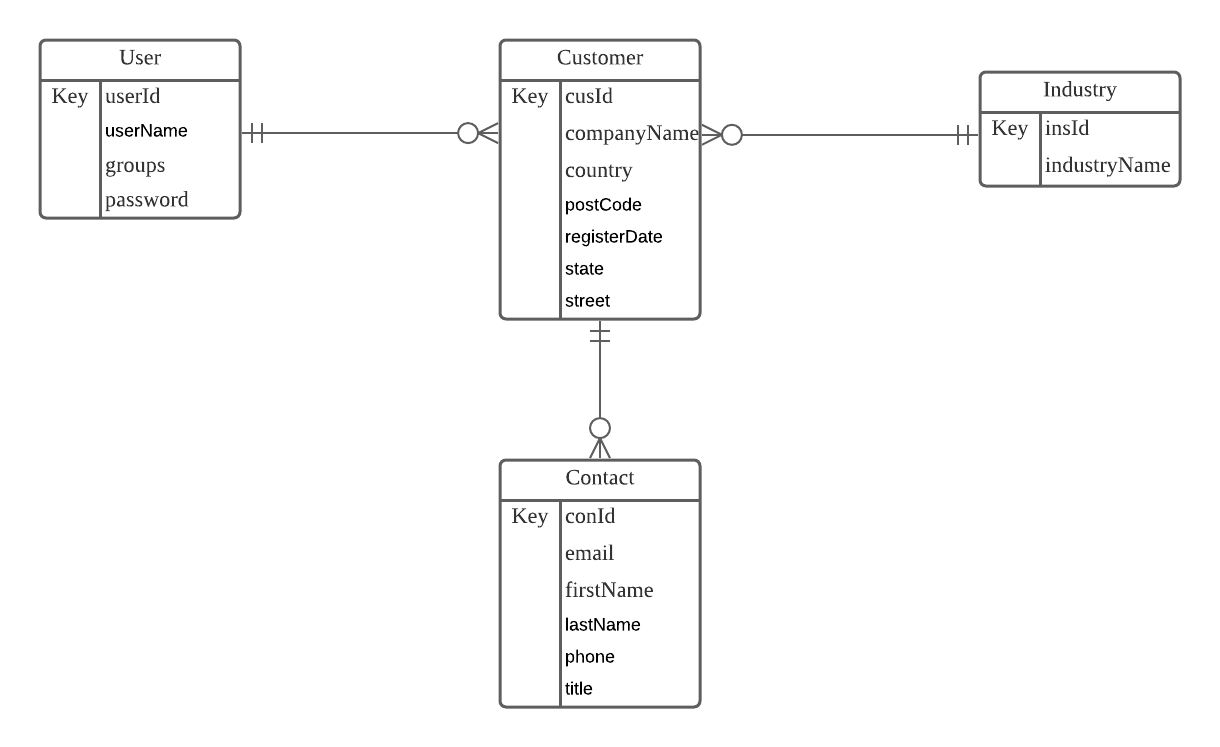 User
Key userId
userName
groups
password
Customer
Key cusId
companyName
country
postCode
registerDate
state
street
Industry
Key insId
industryName
Contact
Key conId
email
firstName
lastName
phone
title